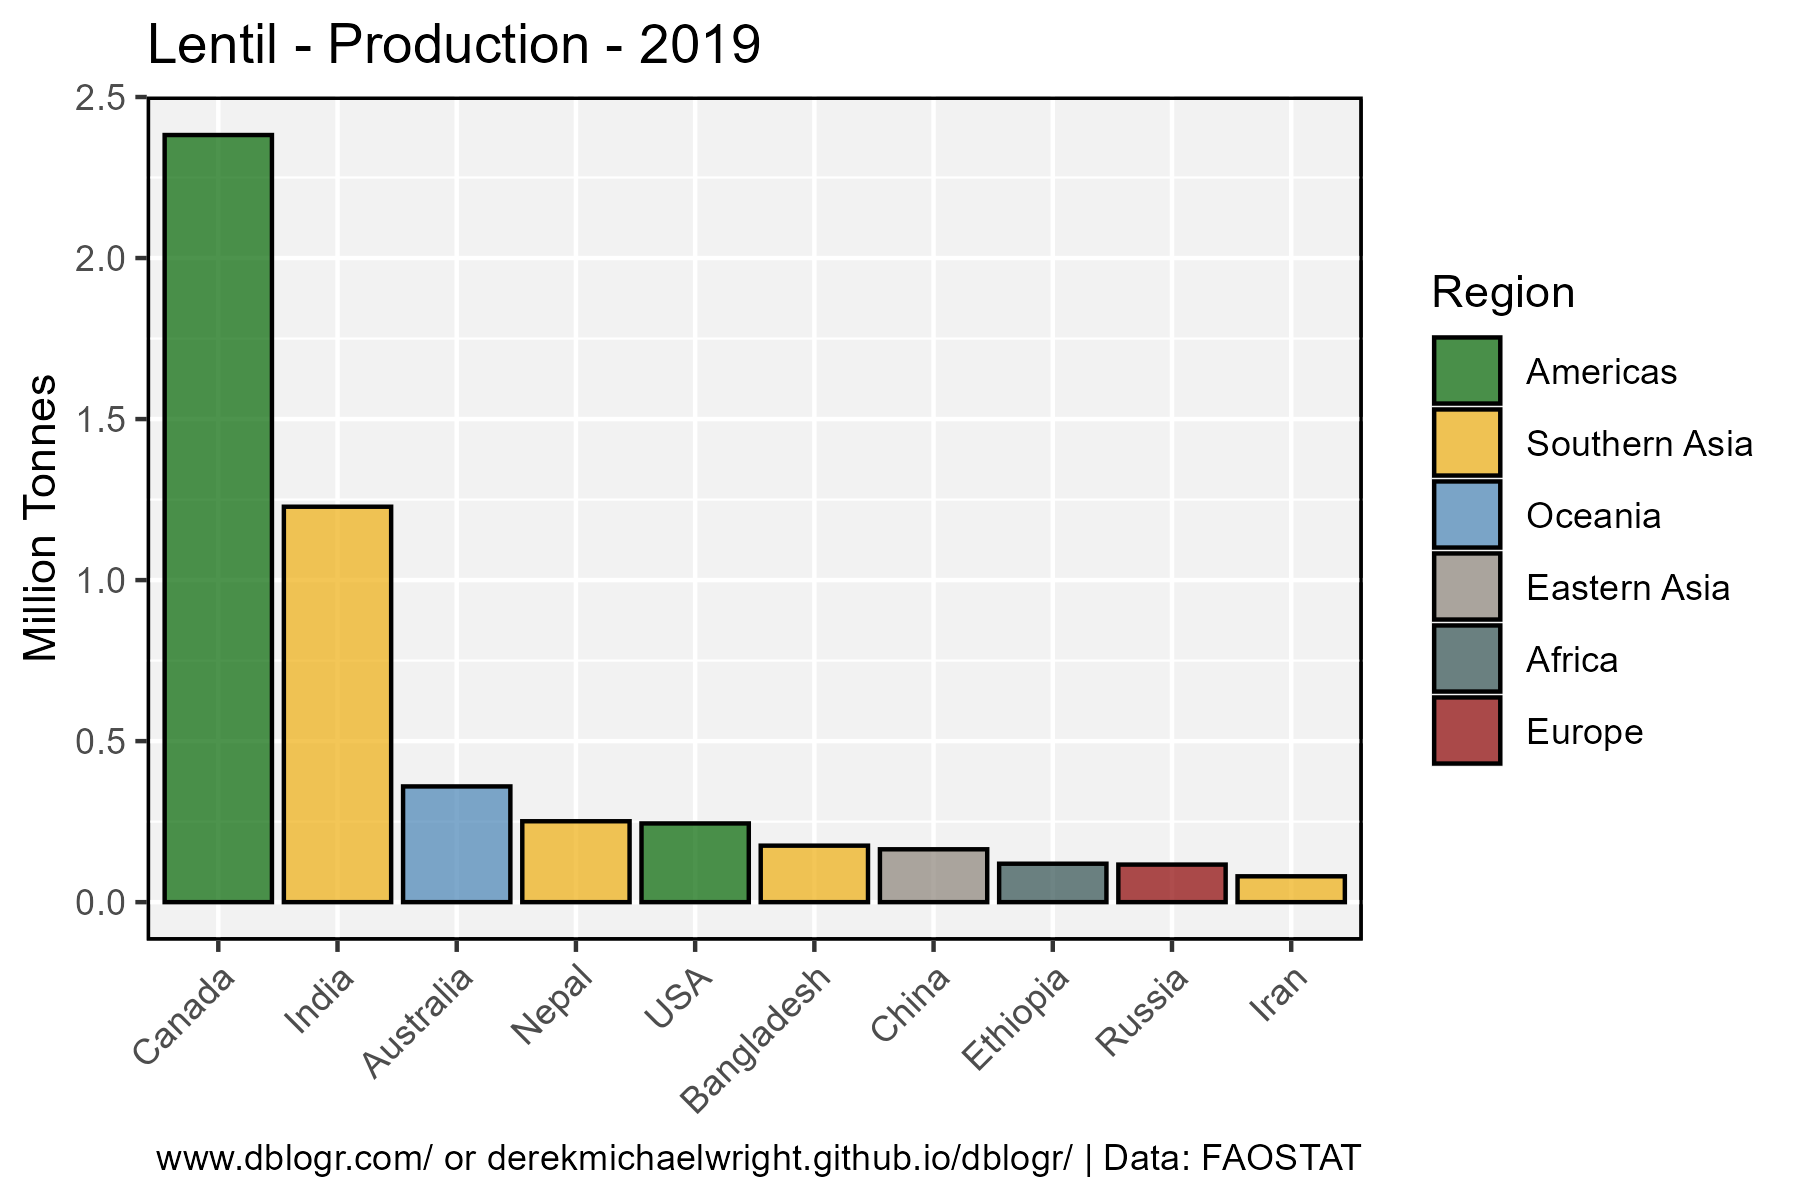 Lentil - Production - 2019
Million Tonnes
2.5
2.0
1.5
1.0
0.5
0.0
Canada
India
Australia
Nepal
USA
Bangladesh
China
Ethiopia
Russia
Iran
Region
Americas
Southern Asia
Oceania
Eastern Asia
Africa
Europe
www.dblogr.com/ or derekmichaelwright.github.io/dblogr/ | Data: FAOSTAT